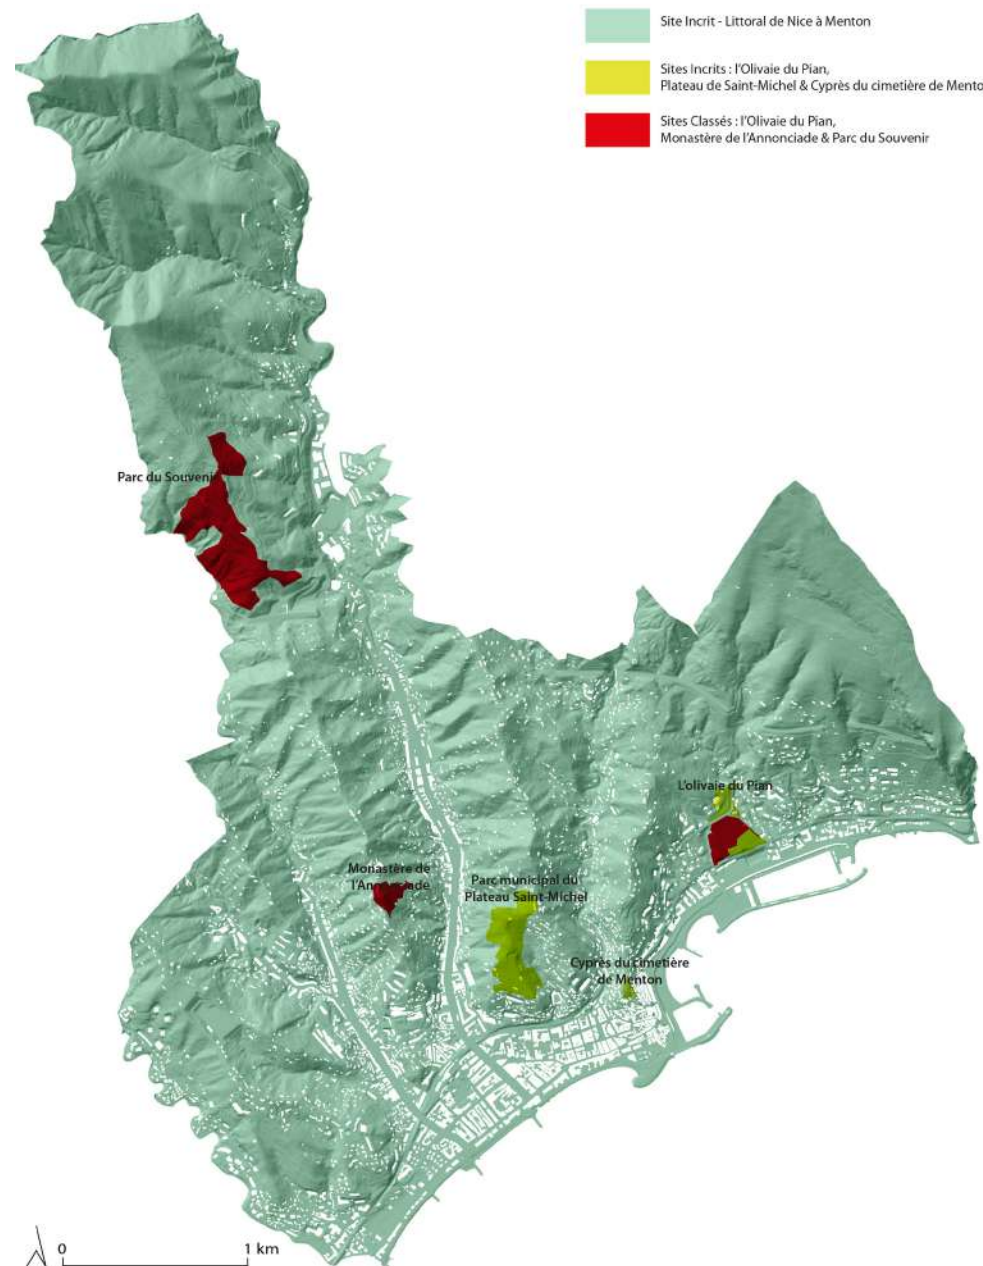 Site Incrit - Littoral de Nice à Menton
Sites Incrits : l'Olivaie du Pian,
Plateau de Saint-Michel & Cyprès du cimetière de Mento
Sites Classés : l'Olivaie du Pian,
Monastère de l'Annonciade & Parc du Souvenir
Parc du Souvenir
L'olivaie du Pian
Monastère de
l'Annonciade
Parc municipal du
Plateau Saint-Michel
Cyprès du cimetière
de Menton
0 1 km